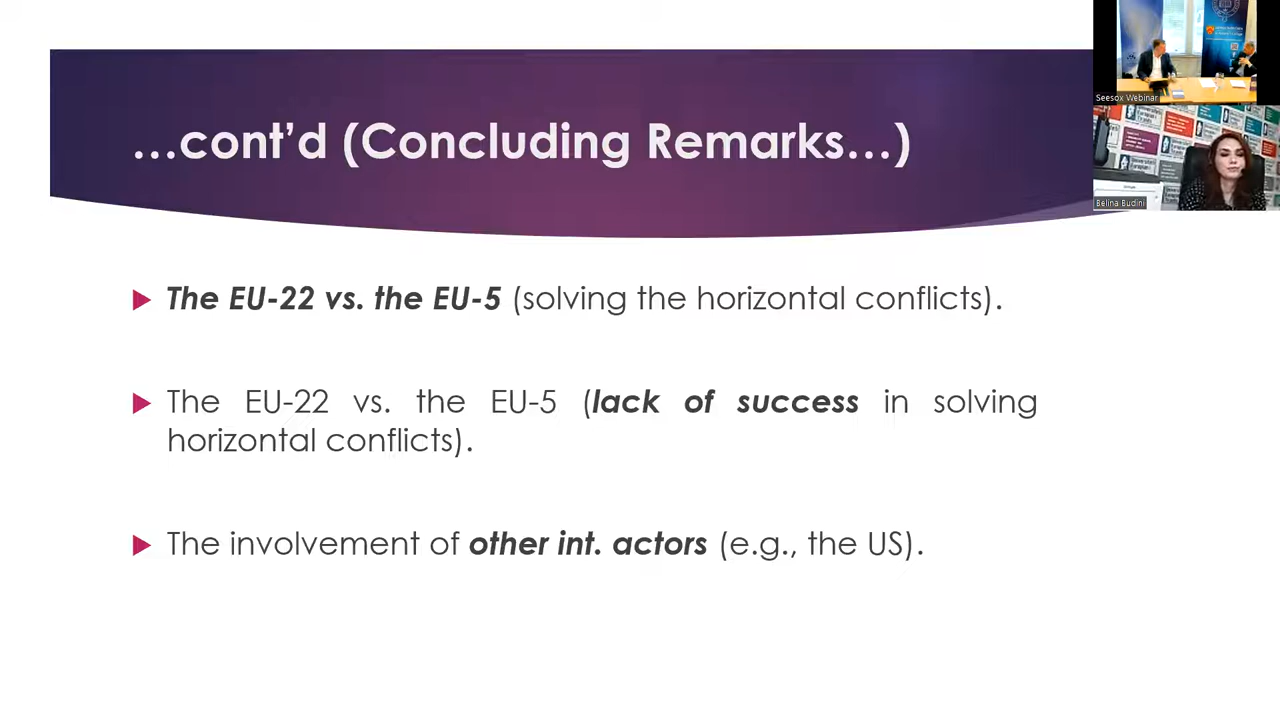 …cont’d (Concluding Remarks…)
The EU-22 vs. the EU-5 (solving the horizontal conflicts).
The EU-22 vs. the EU-5 (lack of success in solving
horizontal conflicts).
The involvement of other int. actors (e.g., the US).
Seesox Webinar
Belina Budini